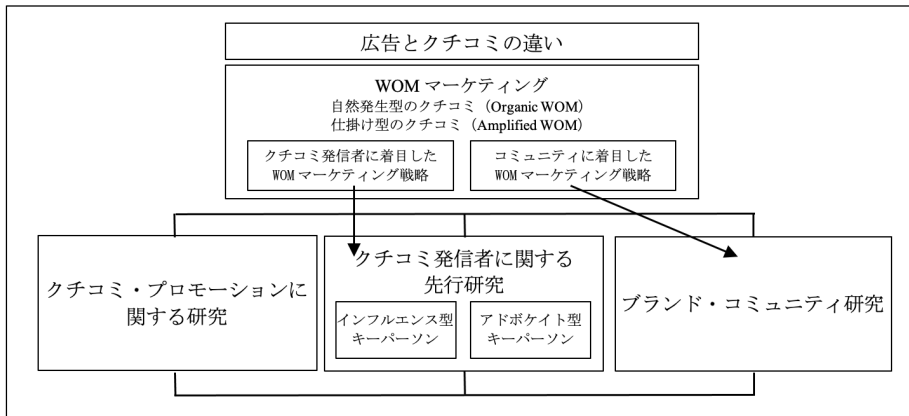 広告とクチコミの違い
WOM マーケティング
自然発生型のクチコミ（Organic WOM）
仕掛け型のクチコミ（Amplified WOM）
クチコミ発信者に着目した
WOM マーケティング戦略
コミュニティに着目した
WOM マーケティング戦略
クチコミ・プロモーションに
関する研究
クチコミ発信者に関する
先行研究
インフルエンス型
キーパーソン
アドボケイト型
キーパーソン
ブランド・コミュニティ研究